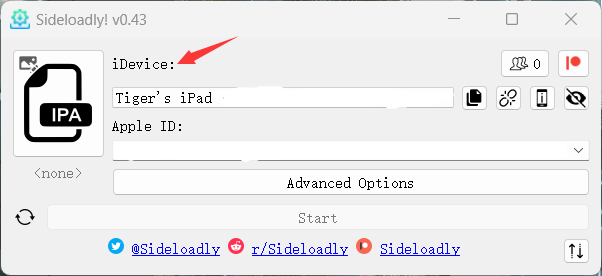 Sideloadly! v0.43
iDevice:
0
IPA
Tiger's iPad
Apple ID:
<none>
Advanced Options
Start
@Sideloadly r/Sideloadly Sideloadly